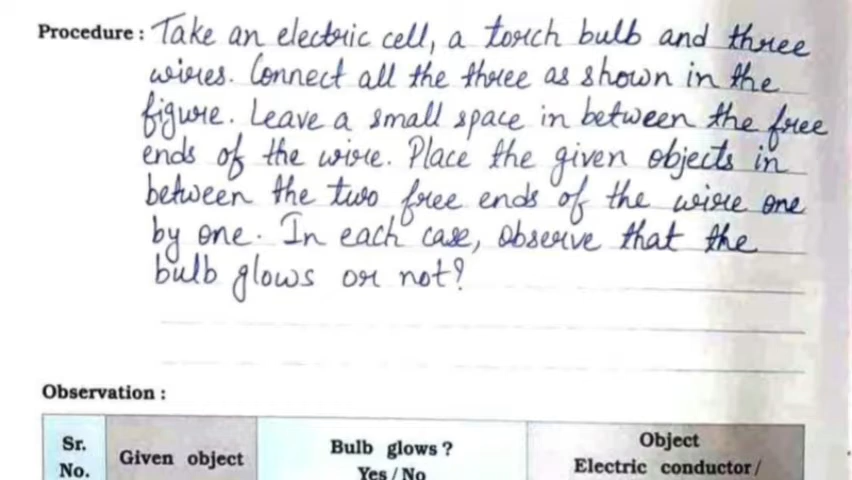 Procedure : Take an electric cell, a torch bulb and three
wires. Connect all the three as shown in the
figure. Leave a small space in between the free
ends of the wire. Place the given objects in
between the two free ends of the wire one
by one. In each case, observe that the
bulb glows or not?
Observation :
Sr.
No.
Given object
Bulb glows ?
Yes / No
Object
Electric conductor /